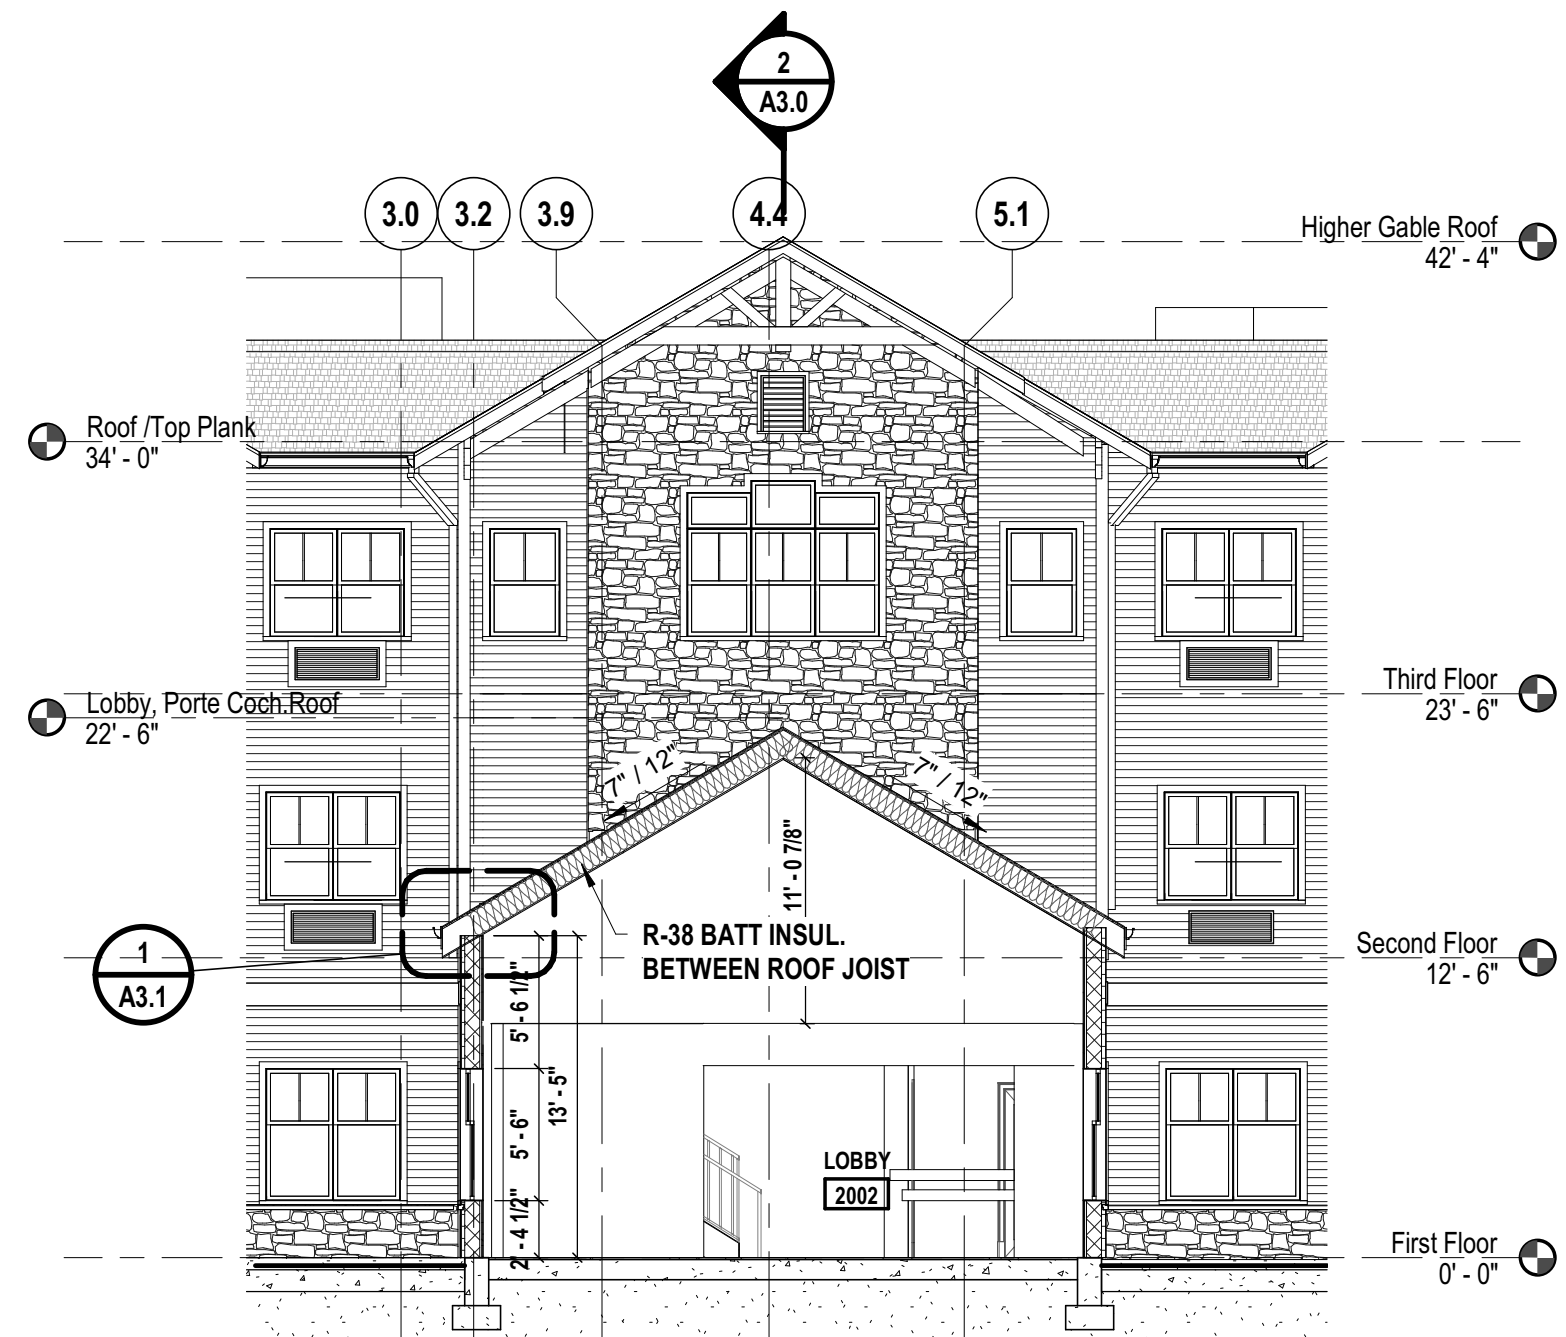 2
A3.0
3.0
3.2
3.9
4.4
5.1
Higher Gable Roof
42' - 4"
Roof /Top Plank
34' - 0"
Third Floor
23' - 6"
Lobby, Porte Coch.Roof
22' - 6"
7" / 12"
7" / 12"
11' - 0 7/8"
R-38 BATT INSUL.
BETWEEN ROOF JOIST
1
A3.1
Second Floor
12' - 6"
5' - 6 1/2"
13' - 5"
5' - 6"
2' - 4 1/2"
LOBBY
2002
First Floor
0' - 0"